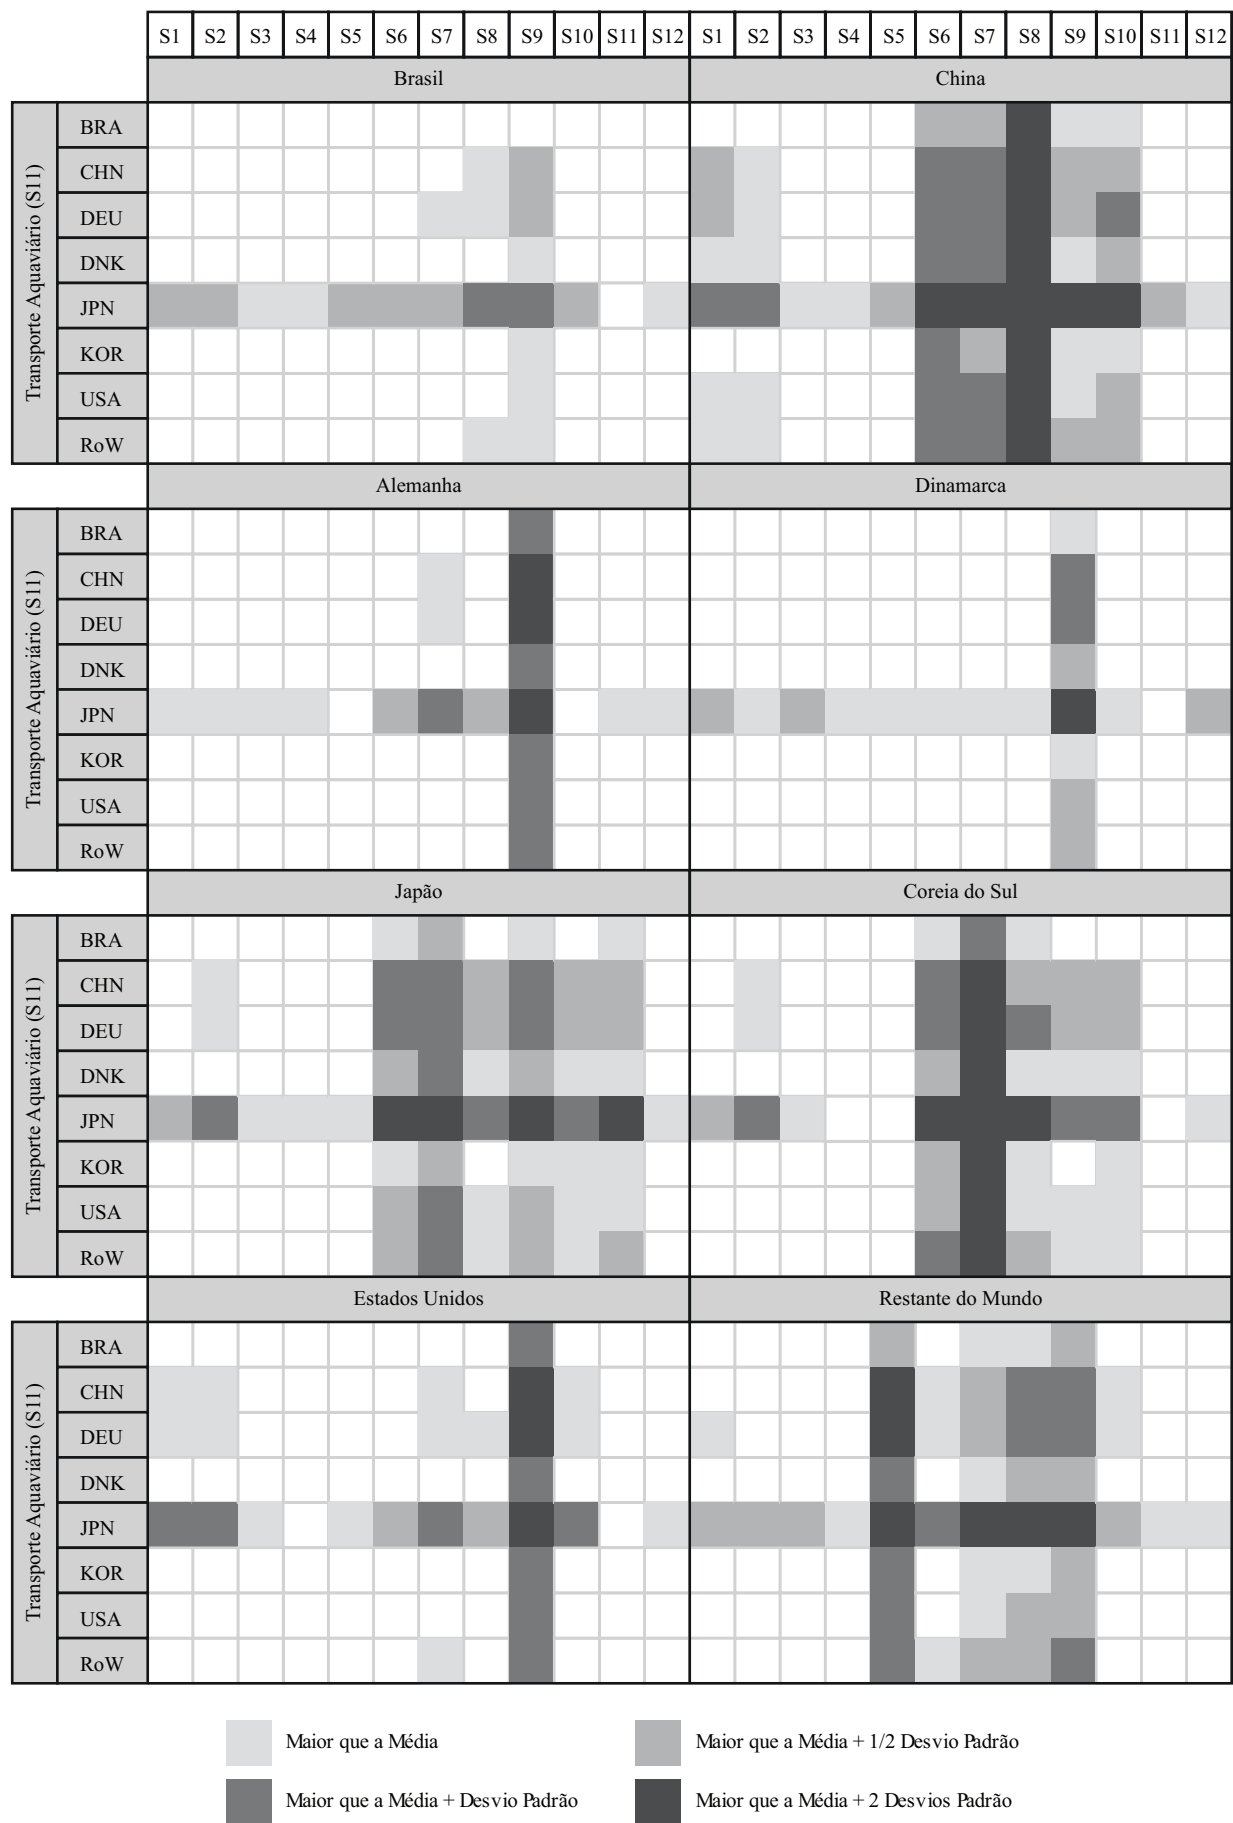 S1 S2 S3 S4 S5 S6 S7 S8 S9 S10 S11 S12 S1 S2 S3 S4 S5 S6 S7 S8 S9 S10 S11 S12
Brasil China
Transporte Aquaviário (S11)
BRA
CHN
DEU
DNK
JPN
KOR
USA
RoW
Alemanha Dinamarca
Transporte Aquaviário (S11)
BRA
CHN
DEU
DNK
JPN
KOR
USA
RoW
Japão Coreia do Sul
Transporte Aquaviário (S11)
BRA
CHN
DEU
DNK
JPN
KOR
USA
RoW
Estados Unidos Restante do Mundo
Transporte Aquaviário (S11)
BRA
CHN
DEU
DNK
JPN
KOR
USA
RoW
Maior que a Média Maior que a Média + 1/2 Desvio Padrão
Maior que a Média + Desvio Padrão Maior que a Média + 2 Desvios Padrão